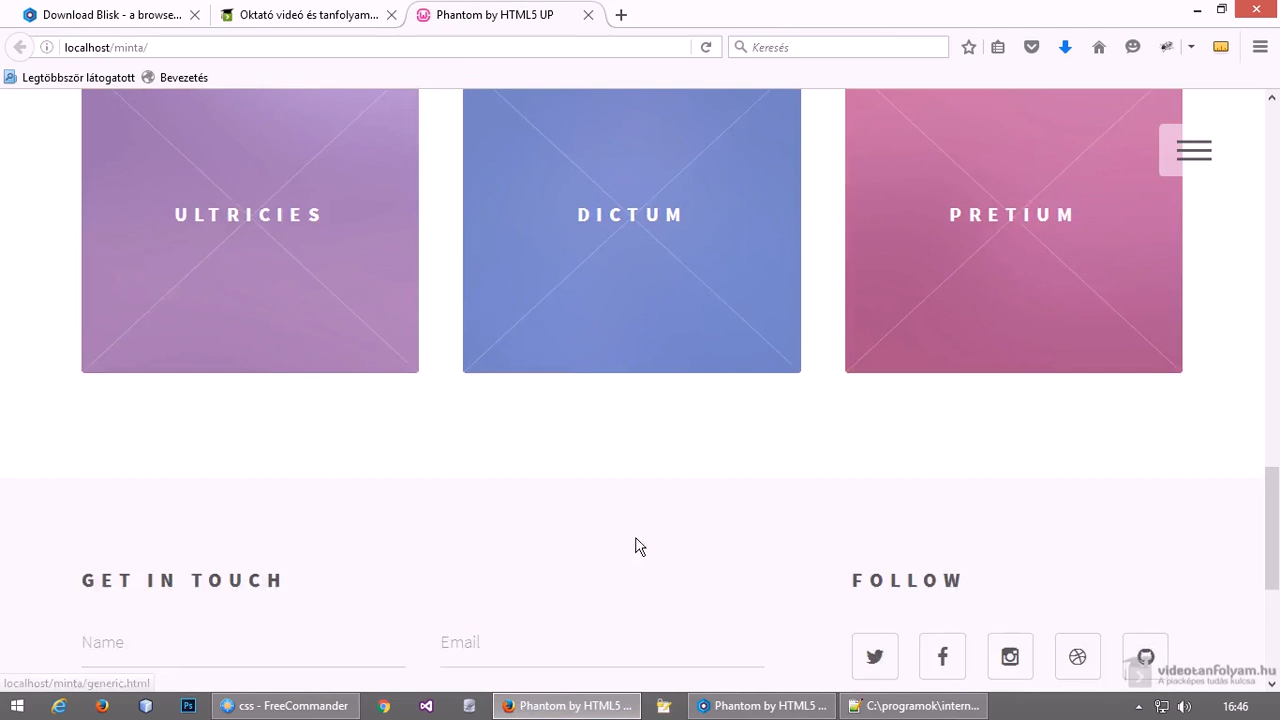 Download Blisk - a browse...
Oktató videó és tanfolyam...
Phantom by HTML5 UP
localhost/minta/
Keresés
Legtöbbször látogatott
Bevezetés
ULTRICIES
DICTUM
PRETIUM
GET IN TOUCH
FOLLOW
Name
Email
localhost/minta/generic.html
videotanfolyam.hu
A piacképes tudás kulcsa
css - FreeCommander
Phantom by HTML5 ...
Phantom by HTML5 ...
C:\programok\intern...
16:46